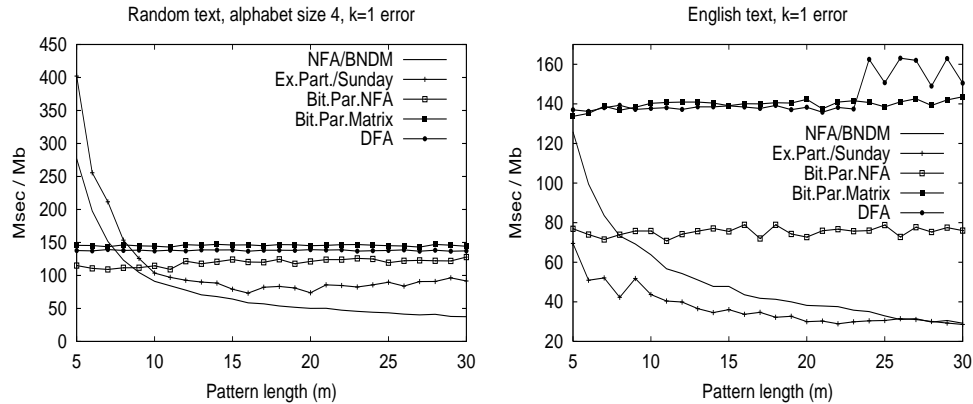 Random text, alphabet size 4, k=1 error
450
400
350
300
250
200
150
100
50
0
Msec / Mb
NFA/BNDM
Ex.Part./Sunday
Bit.Par.NFA
Bit.Par.Matrix
DFA
5 10 15 20 25 30
Pattern length (m)
English text, k=1 error
160
140
120
100
80
60
40
20
Msec / Mb
NFA/BNDM
Ex.Part./Sunday
Bit.Par.NFA
Bit.Par.Matrix
DFA
5 10 15 20 25 30
Pattern length (m)